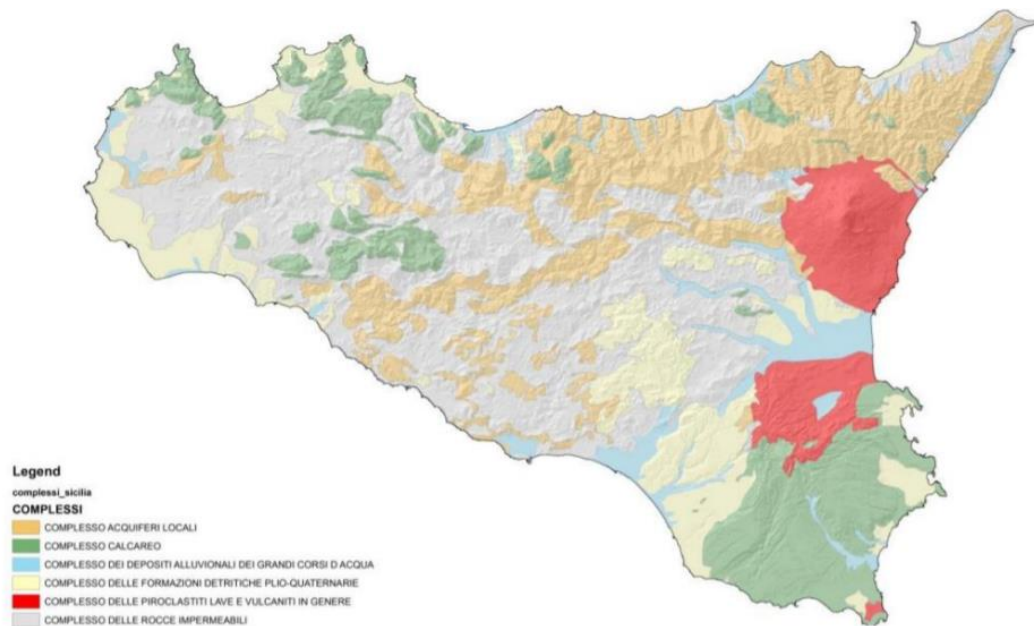 Legend
complessi_sicilia
COMPLESSI
COMPLESSO ACQUIFERI LOCALI
COMPLESSO CALCAREO
COMPLESSO DEI DEPOSITI ALLUVIONALI DEI GRANDI CORSI D ACQUA
COMPLESSO DELLE FORMAZIONI DETRITICHE PLIO-QUATERNARIE
COMPLESSO DELLE PIROCLASTITI LAVE E VULCANITI IN GENERE
COMPLESSO DELLE ROCCE IMPERMEABILI